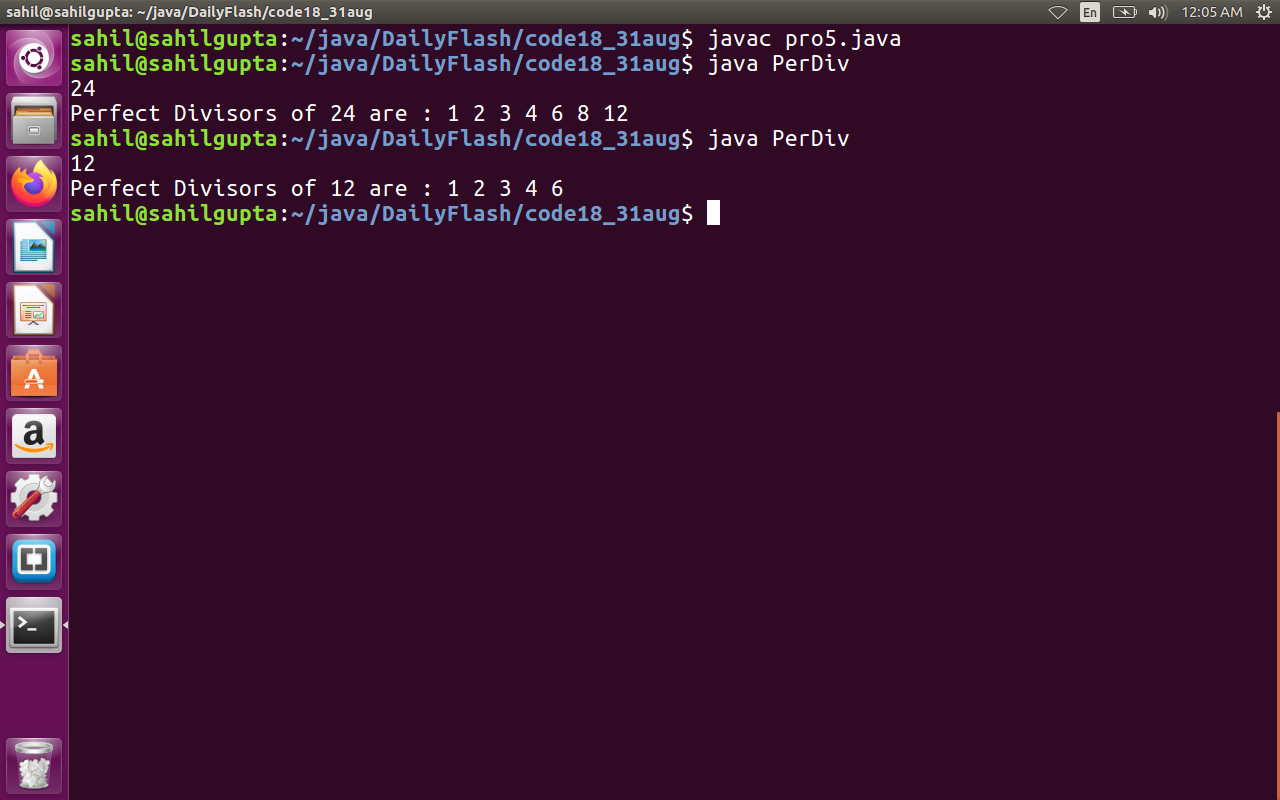 sahil@sahilgupta: ~/java/DailyFlash/code18_31aug
En
12:05 AM
sahil@sahilgupta:~/java/DailyFlash/code18_31aug$ javac pro5.java
sahil@sahilgupta:~/java/DailyFlash/code18_31aug$ java PerDiv
24
Perfect Divisors of 24 are : 1 2 3 4 6 8 12
sahil@sahilgupta:~/java/DailyFlash/code18_31aug$ java PerDiv
12
Perfect Divisors of 12 are : 1 2 3 4 6
sahil@sahilgupta:~/java/DailyFlash/code18_31aug$